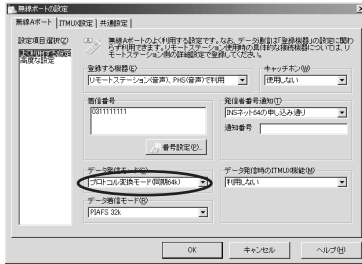 無線ポートの設定
無線Aポート ITMUX設定 共通設定
設定項目選択(Z)
よく利用する設定
高度な設定
無線Aポートのよく利用する設定です。なお、データ通信は「登録機器」の設定に関わ
らず利用できます。リモートステーション使用時の具体的な接続機器については、リ
モートステーション側の詳細設定で登録してください。
登録する機器(E)
リモートステーション(音声)、PHS(音声)で利用
キャッチホン(W)
使用しない
着信番号
0311111111
番号設定(P)...
発信者番号通知(T)
INSネット64の申し込み通り
通知番号
データ発信モード
プロトコル変換モード(同期64k)
データ発信時のITMUX機能(M)
利用しない
データ着信モード(R)
PIAFS 32k
OK キャンセル ヘルプ(H)